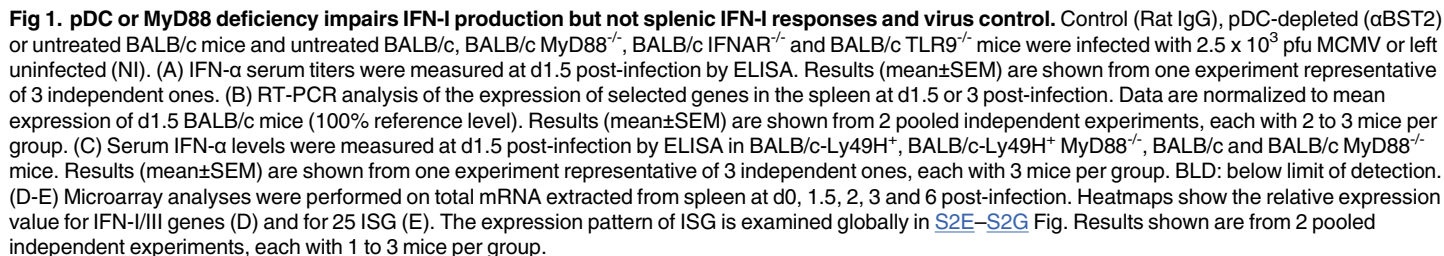 Fig 1. pDC or MyD88 deficiency impairs IFN-I production but not splenic IFN-I responses and virus control. Control (Rat IgG), pDC-depleted (αBST2)
or untreated BALB/c mice and untreated BALB/c, BALB/c MyD88-/-, BALB/c IFNAR-/- and BALB/c TLR9-/- mice were infected with 2.5 x 10³ pfu MCMV or left
uninfected (NI). (A) IFN-α serum titers were measured at d1.5 post-infection by ELISA. Results (mean±SEM) are shown from one experiment representative
of 3 independent ones. (B) RT-PCR analysis of the expression of selected genes in the spleen at d1.5 or 3 post-infection. Data are normalized to mean
expression of d1.5 BALB/c mice (100% reference level). Results (mean±SEM) are shown from 2 pooled independent experiments, each with 2 to 3 mice per
group. (C) Serum IFN-α levels were measured at d1.5 post-infection by ELISA in BALB/c-Ly49H⁺, BALB/c-Ly49H⁺ MyD88-/-, BALB/c and BALB/c MyD88-/-
mice. Results (mean±SEM) are shown from one experiment representative of 3 independent ones, each with 3 mice per group. BLD: below limit of detection.
(D-E) Microarray analyses were performed on total mRNA extracted from spleen at d0, 1.5, 2, 3 and 6 post-infection. Heatmaps show the relative expression
value for IFN-I/III genes (D) and for 25 ISG (E). The expression pattern of ISG is examined globally in S2E–S2G Fig. Results shown are from 2 pooled
independent experiments, each with 1 to 3 mice per group.